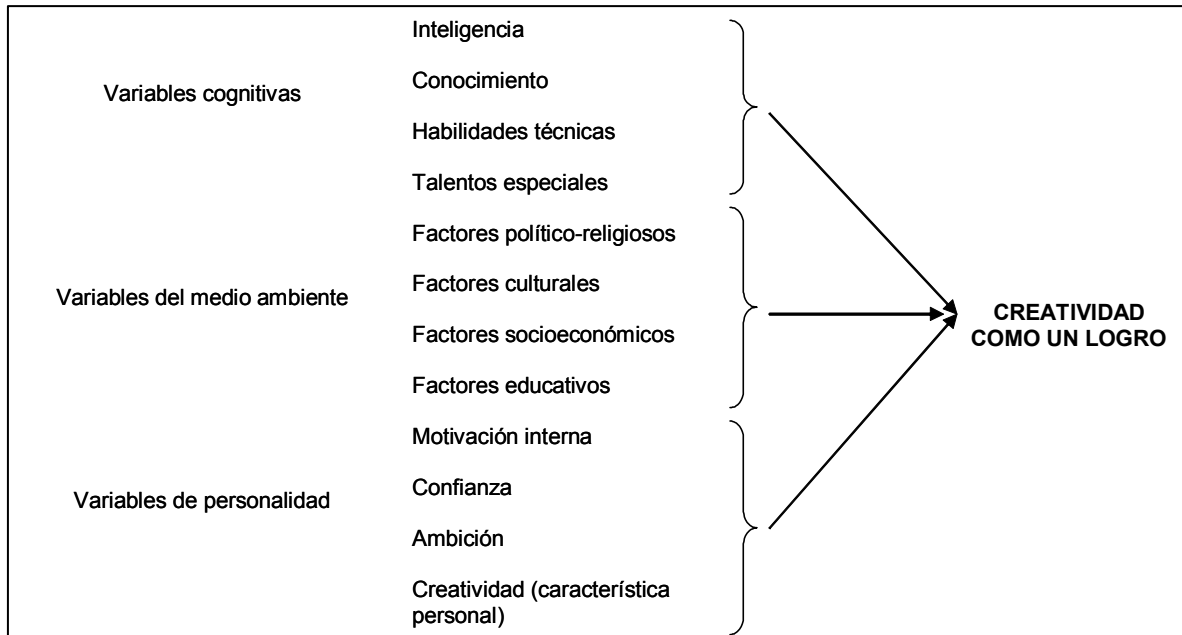 Variables cognitivas
Inteligencia
Conocimiento
Habilidades técnicas
Talentos especiales
Variables del medio ambiente
Factores político-religiosos
Factores culturales
Factores socioeconómicos
Factores educativos
Variables de personalidad
Motivación interna
Confianza
Ambición
Creatividad (característica
personal)
CREATIVIDAD
COMO UN LOGRO